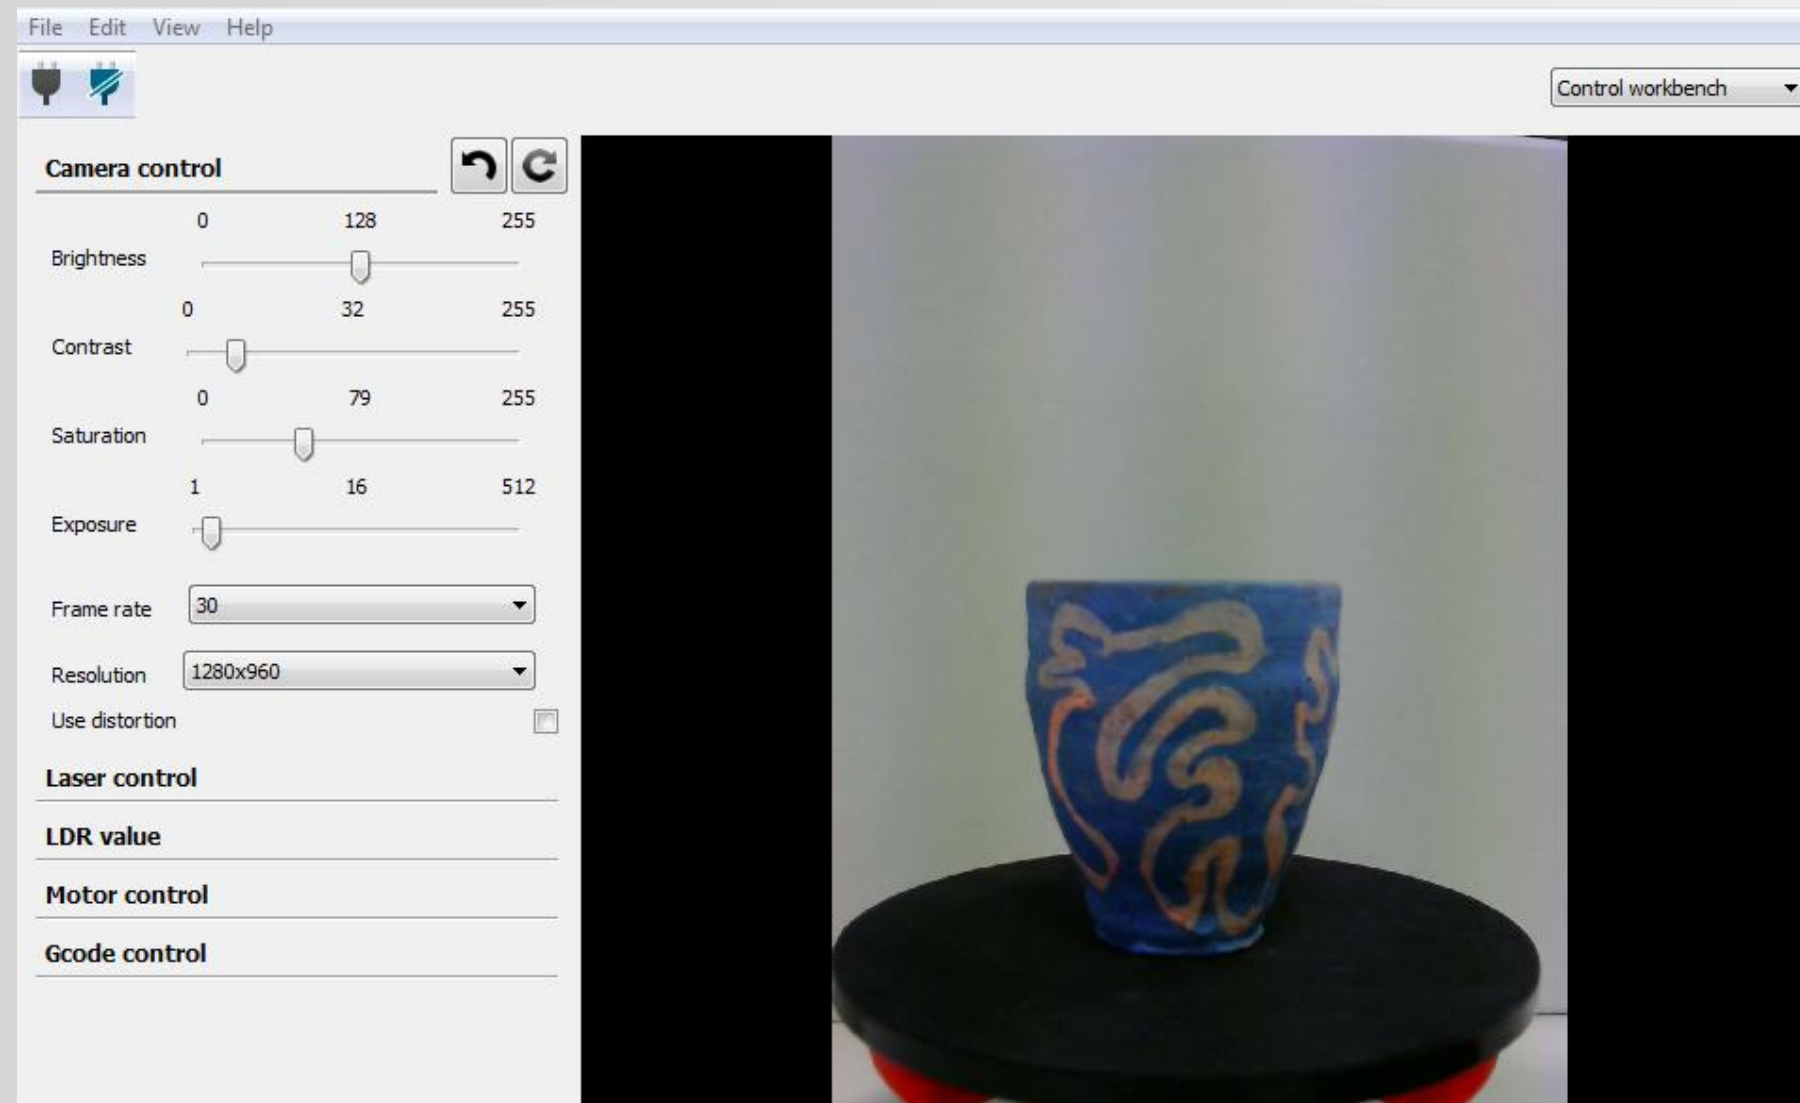 File Edit View Help
Control workbench
Camera control
0 128 255
Brightness
0 32 255
Contrast
0 79 255
Saturation
1 16 512
Exposure
Frame rate 30
Resolution 1280x960
Use distortion
Laser control
LDR value
Motor control
Gcode control